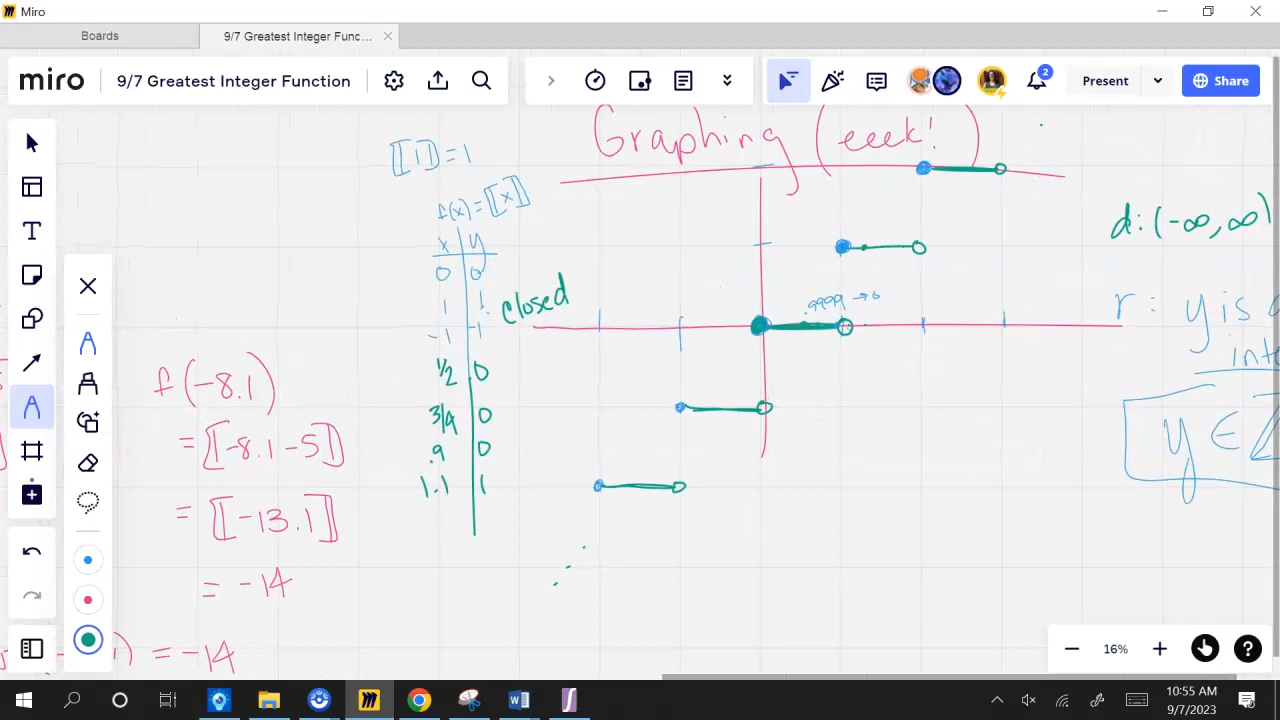 Miro
Boards
9/7 Greatest Integer Func...
miro
9/7 Greatest Integer Function
2
Present
Share
Graphing (eeek!)
[[1]] = 1
f(x) = [[x]]
x y
0 0
1 1
-1 -1
1/2 0
3/4 0
.9 0
1.1 1
closed
.9999 → 0
d: (-∞, ∞)
r: y is
inte
y ∈ ℤ
f(-8.1)
= [[-8.1 - 5]]
= [[-13.1]]
= -14
) = -14
16%
10:55 AM
9/7/2023